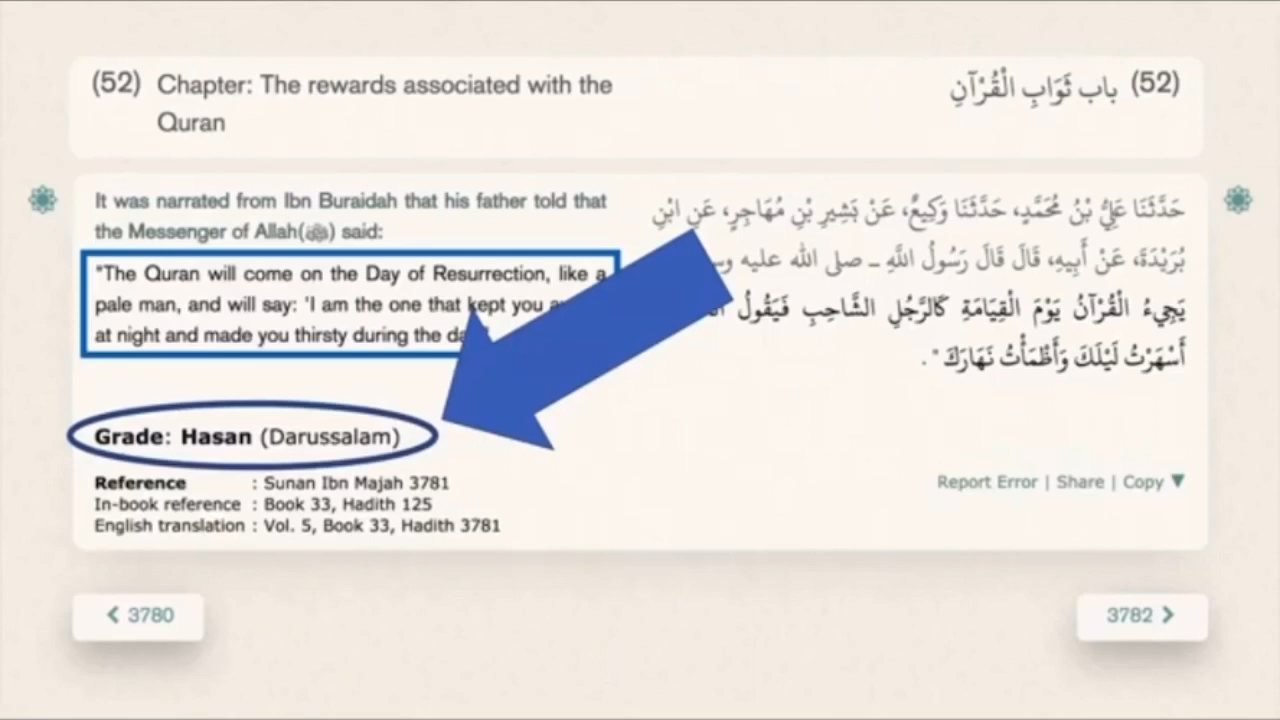 (52) Chapter: The rewards associated with the
Quran
(52) باب ثَوَابِ الْقُرْآنِ
It was narrated from Ibn Buraidah that his father told that
the Messenger of Allah(ﷺ) said:
"The Quran will come on the Day of Resurrection, like a
pale man, and will say: 'I am the one that kept you
at night and made you thirsty during the
حَدَّثَنَا عَلِيُّ بْنُ مُحَمَّدٍ، حَدَّثَنَا وَكِيعٌ، عَنْ بَشِيرِ بْنِ مُهَاجِرٍ، عَنِ ابْنِ
بُرَيْدَةَ، عَنْ أَبِيهِ، قَالَ قَالَ رَسُولُ اللَّهِ ـ صلى الله عليه
يَجِيءُ الْقُرْآنُ يَوْمَ الْقِيَامَةِ كَالرَّجُلِ الشَّاحِبِ فَيَقُولُ
أَسْهَرْتُ لَيْلَكَ وَأَظْمَأْتُ نَهَارَكَ " .
Grade: Hasan (Darussalam)
Reference : Sunan Ibn Majah 3781
In-book reference : Book 33, Hadith 125
English translation : Vol. 5, Book 33, Hadith 3781
Report Error | Share | Copy ▼
3780
3782